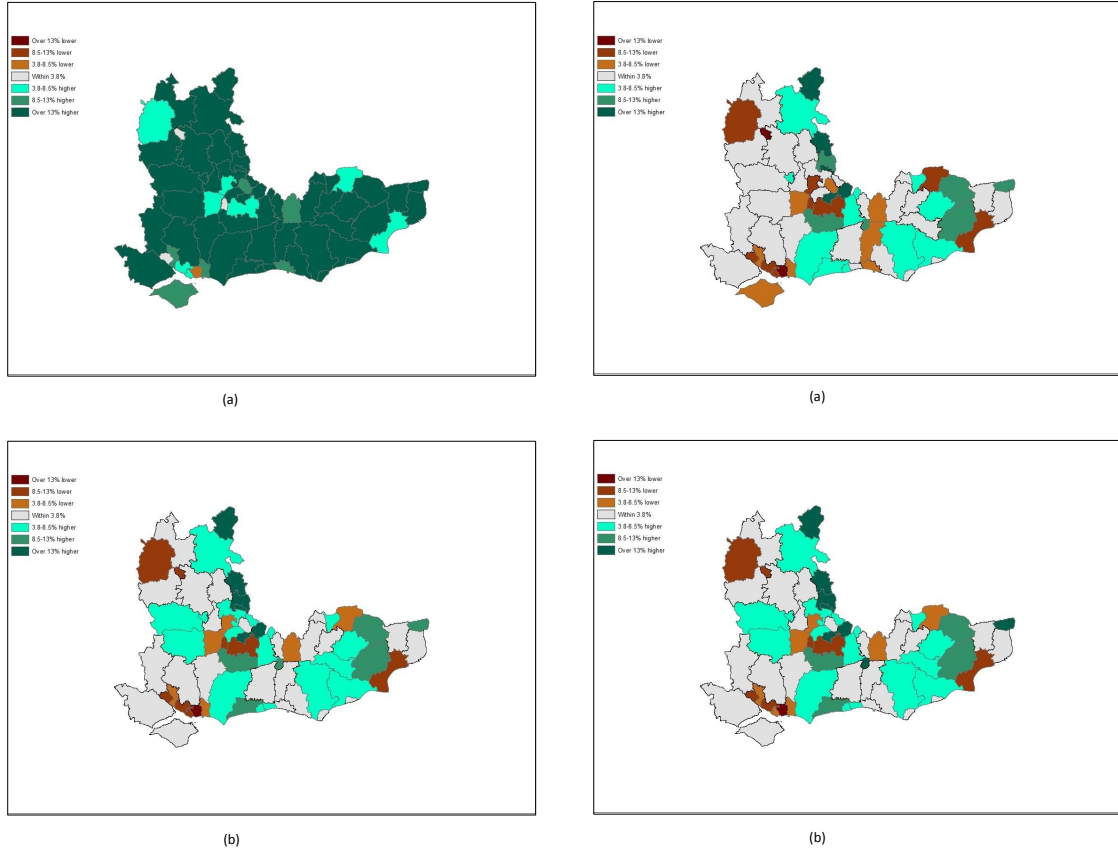 Over 13% lower
8.5-13% lower
3.8-8.5% lower
Within 3.8%
3.8-8.5% higher
8.5-13% higher
Over 13% higher
(a)
Over 13% lower
8.5-13% lower
3.8-8.5% lower
Within 3.8%
3.8-8.5% higher
8.5-13% higher
Over 13% higher
(a)
Over 13% lower
8.5-13% lower
3.8-8.5% lower
Within 3.8%
3.8-8.5% higher
8.5-13% higher
Over 13% higher
(b)
Over 13% lower
8.5-13% lower
3.8-8.5% lower
Within 3.8%
3.8-8.5% higher
8.5-13% higher
Over 13% higher
(b)